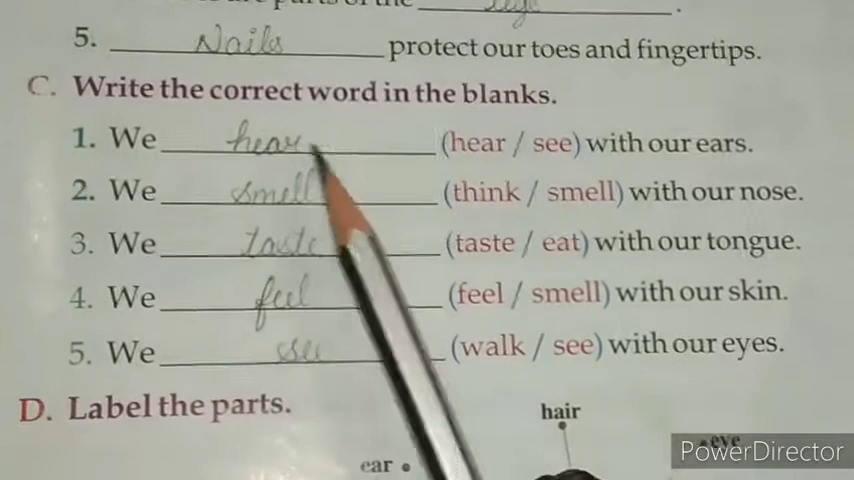 5. Nails protect our toes and fingertips.
C. Write the correct word in the blanks.
1. We hear (hear / see) with our ears.
2. We smell (think / smell) with our nose.
3. We taste (taste / eat) with our tongue.
4. We feel (feel / smell) with our skin.
5. We see (walk / see) with our eyes.
D. Label the parts.
hair
eye
ear
PowerDirector